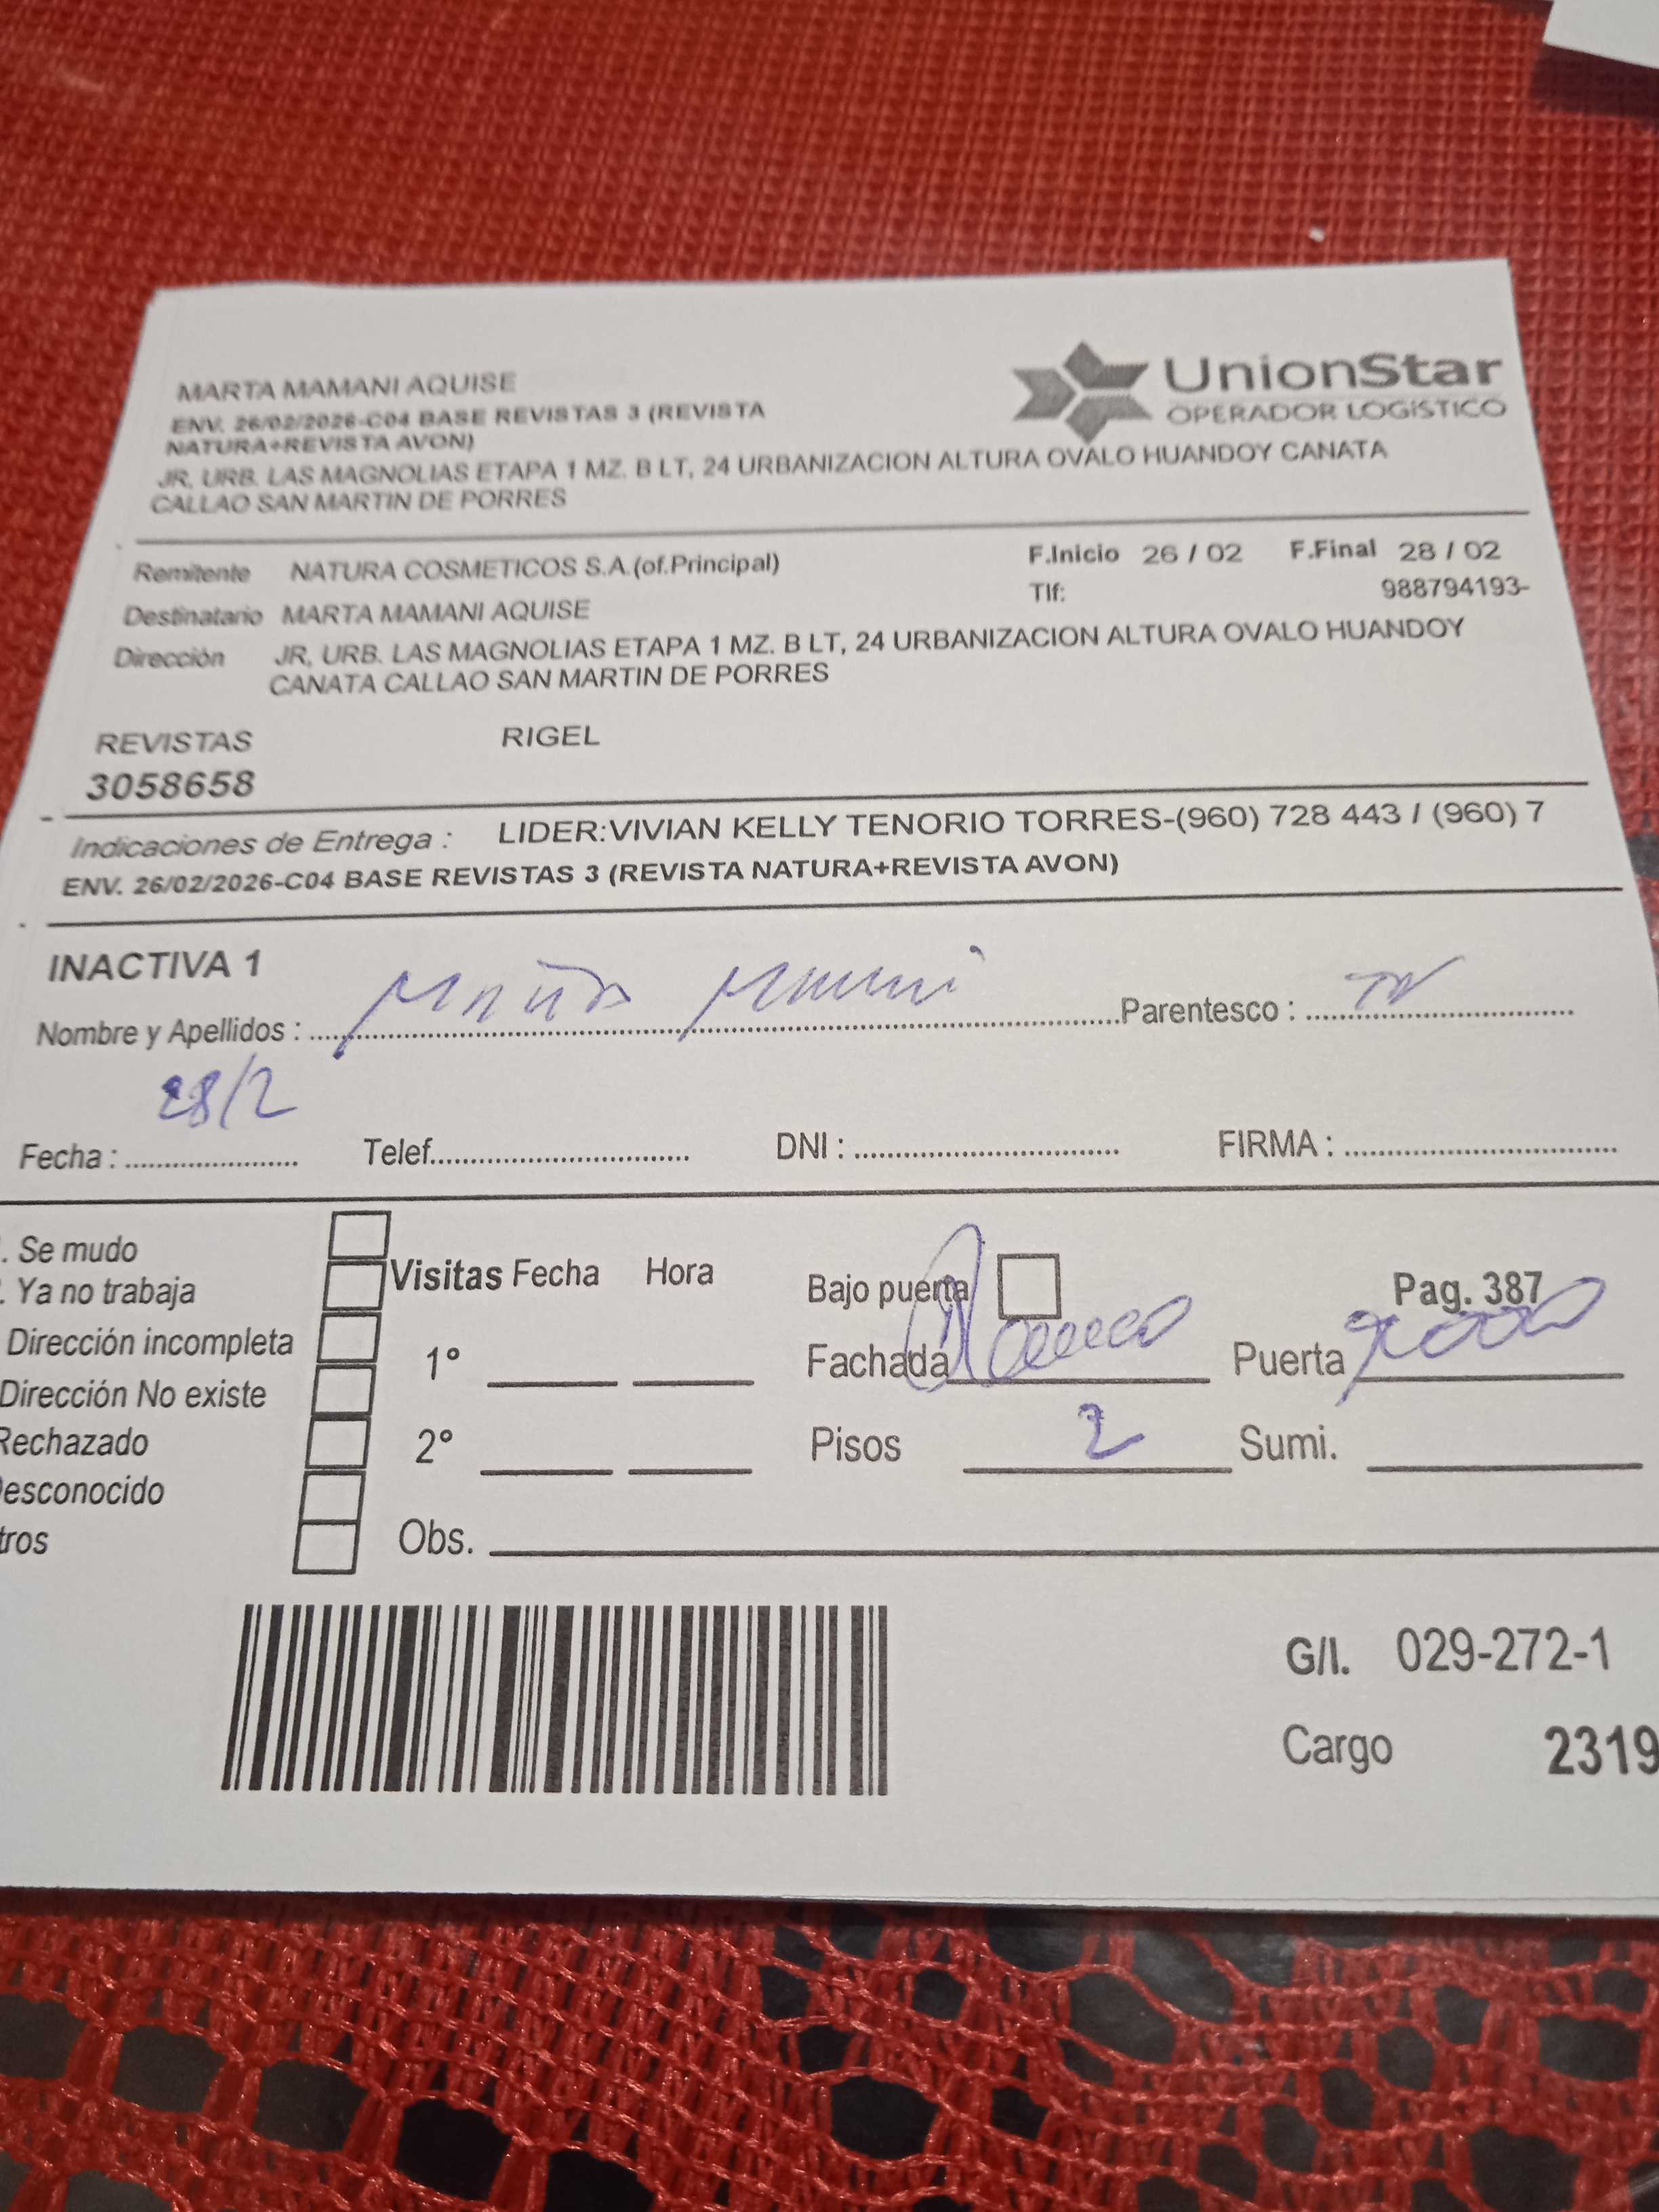 MARTA MAMANI AQUISE
ENV. 26/02/2026-C04 BASE REVISTAS 3 (REVISTA
NATURA+REVISTA AVON)
UnionStar
OPERADOR LOGíSTICO
JR, URB. LAS MAGNOLIAS ETAPA 1 MZ. B LT, 24 URBANIZACION ALTURA OVALO HUANDOY CANATA
CALLAO SAN MARTIN DE PORRES
Remitente NATURA COSMETICOS S.A.(of.Principal) F.Inicio 26 / 02 F.Final 28 / 02
Tlf: 988794193-
Destinatario MARTA MAMANI AQUISE
Dirección JR, URB. LAS MAGNOLIAS ETAPA 1 MZ. B LT, 24 URBANIZACION ALTURA OVALO HUANDOY
CANATA CALLAO SAN MARTIN DE PORRES
REVISTAS RIGEL
3058658
Indicaciones de Entrega : LIDER:VIVIAN KELLY TENORIO TORRES-(960) 728 443 / (960) 7
ENV. 26/02/2026-C04 BASE REVISTAS 3 (REVISTA NATURA+REVISTA AVON)
INACTIVA 1
Nombre y Apellidos : Parentesco :
28/2
Fecha : Telef. DNI : FIRMA :
. Se mudo
. Ya no trabaja
Dirección incompleta
Dirección No existe
Rechazado
esconocido
tros
Visitas Fecha Hora
1°
2°
Obs.
Bajo puerta Pag. 387
Fachada Puerta
Pisos 2 Sumi.
G/I. 029-272-1
Cargo 2319